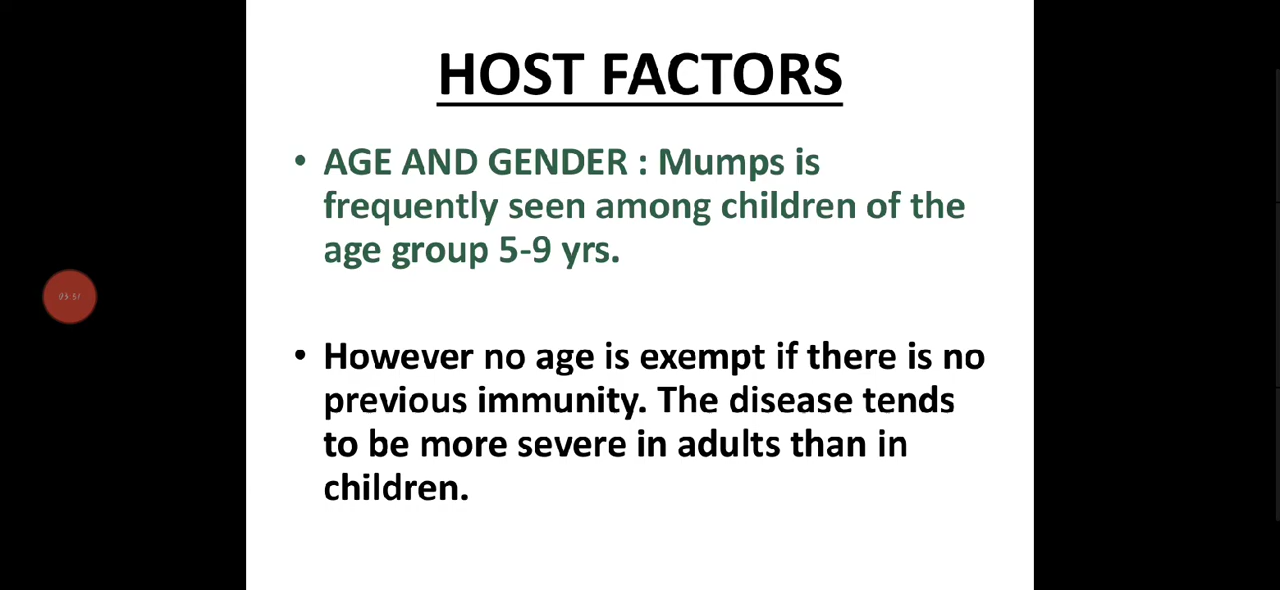 HOST FACTORS
• AGE AND GENDER : Mumps is
frequently seen among children of the
age group 5-9 yrs.
• However no age is exempt if there is no
previous immunity. The disease tends
to be more severe in adults than in
children.